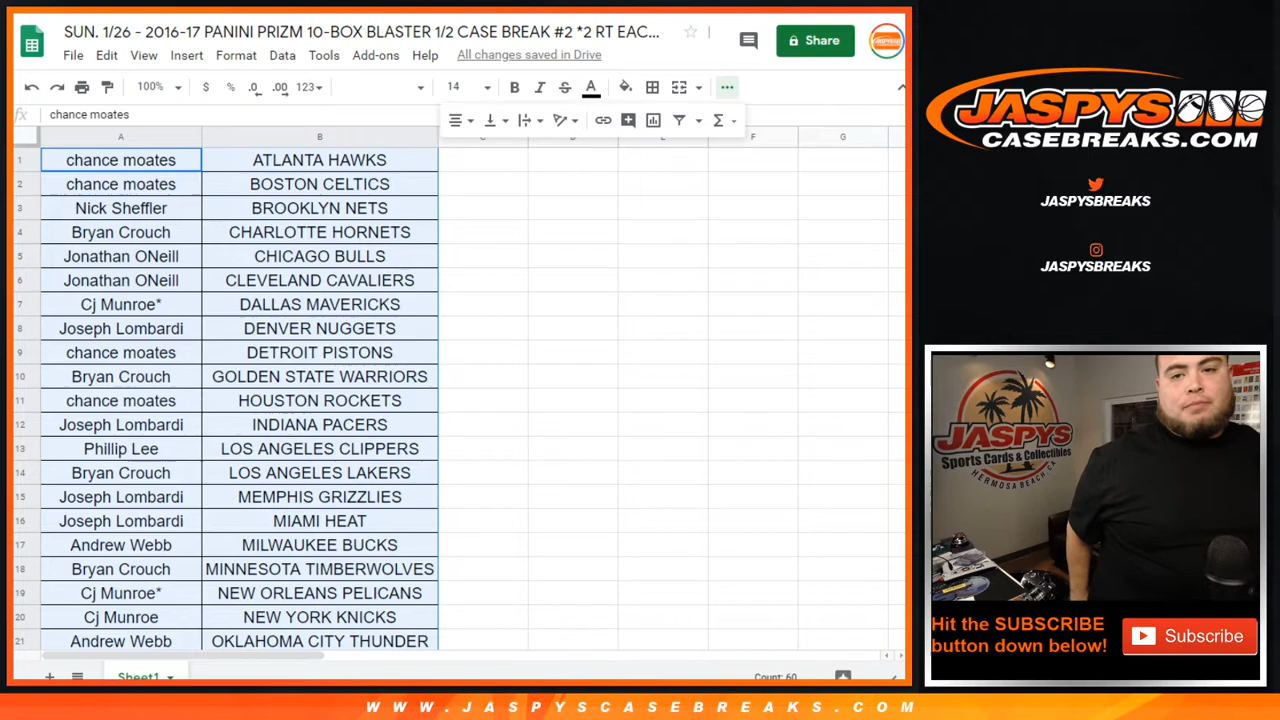 SUN. 1/26 - 2016-17 PANINI PRIZM 10-BOX BLASTER 1/2 CASE BREAK #2 *2 RT EAC...
Share
File Edit View Insert Format Data Tools Add-ons Help All changes saved in Drive
100% $ % .0 .00 123 14 B I S A
fx chance moates
A B C D E F G
1 chance moates ATLANTA HAWKS
2 chance moates BOSTON CELTICS
3 Nick Sheffler BROOKLYN NETS
4 Bryan Crouch CHARLOTTE HORNETS
5 Jonathan ONeill CHICAGO BULLS
6 Jonathan ONeill CLEVELAND CAVALIERS
7 Cj Munroe* DALLAS MAVERICKS
8 Joseph Lombardi DENVER NUGGETS
9 chance moates DETROIT PISTONS
10 Bryan Crouch GOLDEN STATE WARRIORS
11 chance moates HOUSTON ROCKETS
12 Joseph Lombardi INDIANA PACERS
13 Phillip Lee LOS ANGELES CLIPPERS
14 Bryan Crouch LOS ANGELES LAKERS
15 Joseph Lombardi MEMPHIS GRIZZLIES
16 Joseph Lombardi MIAMI HEAT
17 Andrew Webb MILWAUKEE BUCKS
18 Bryan Crouch MINNESOTA TIMBERWOLVES
19 Cj Munroe* NEW ORLEANS PELICANS
20 Cj Munroe NEW YORK KNICKS
21 Andrew Webb OKLAHOMA CITY THUNDER
Sheet1 Count: 60
JASPYS
CASEBREAKS.COM
JASPYSBREAKS
JASPYSBREAKS
JASPYS
Sports Cards & Collectibles
HERMOSA BEACH CA
Hit the SUBSCRIBE
button down below!
Subscribe
WWW.JASPYSCASEBREAKS.COM